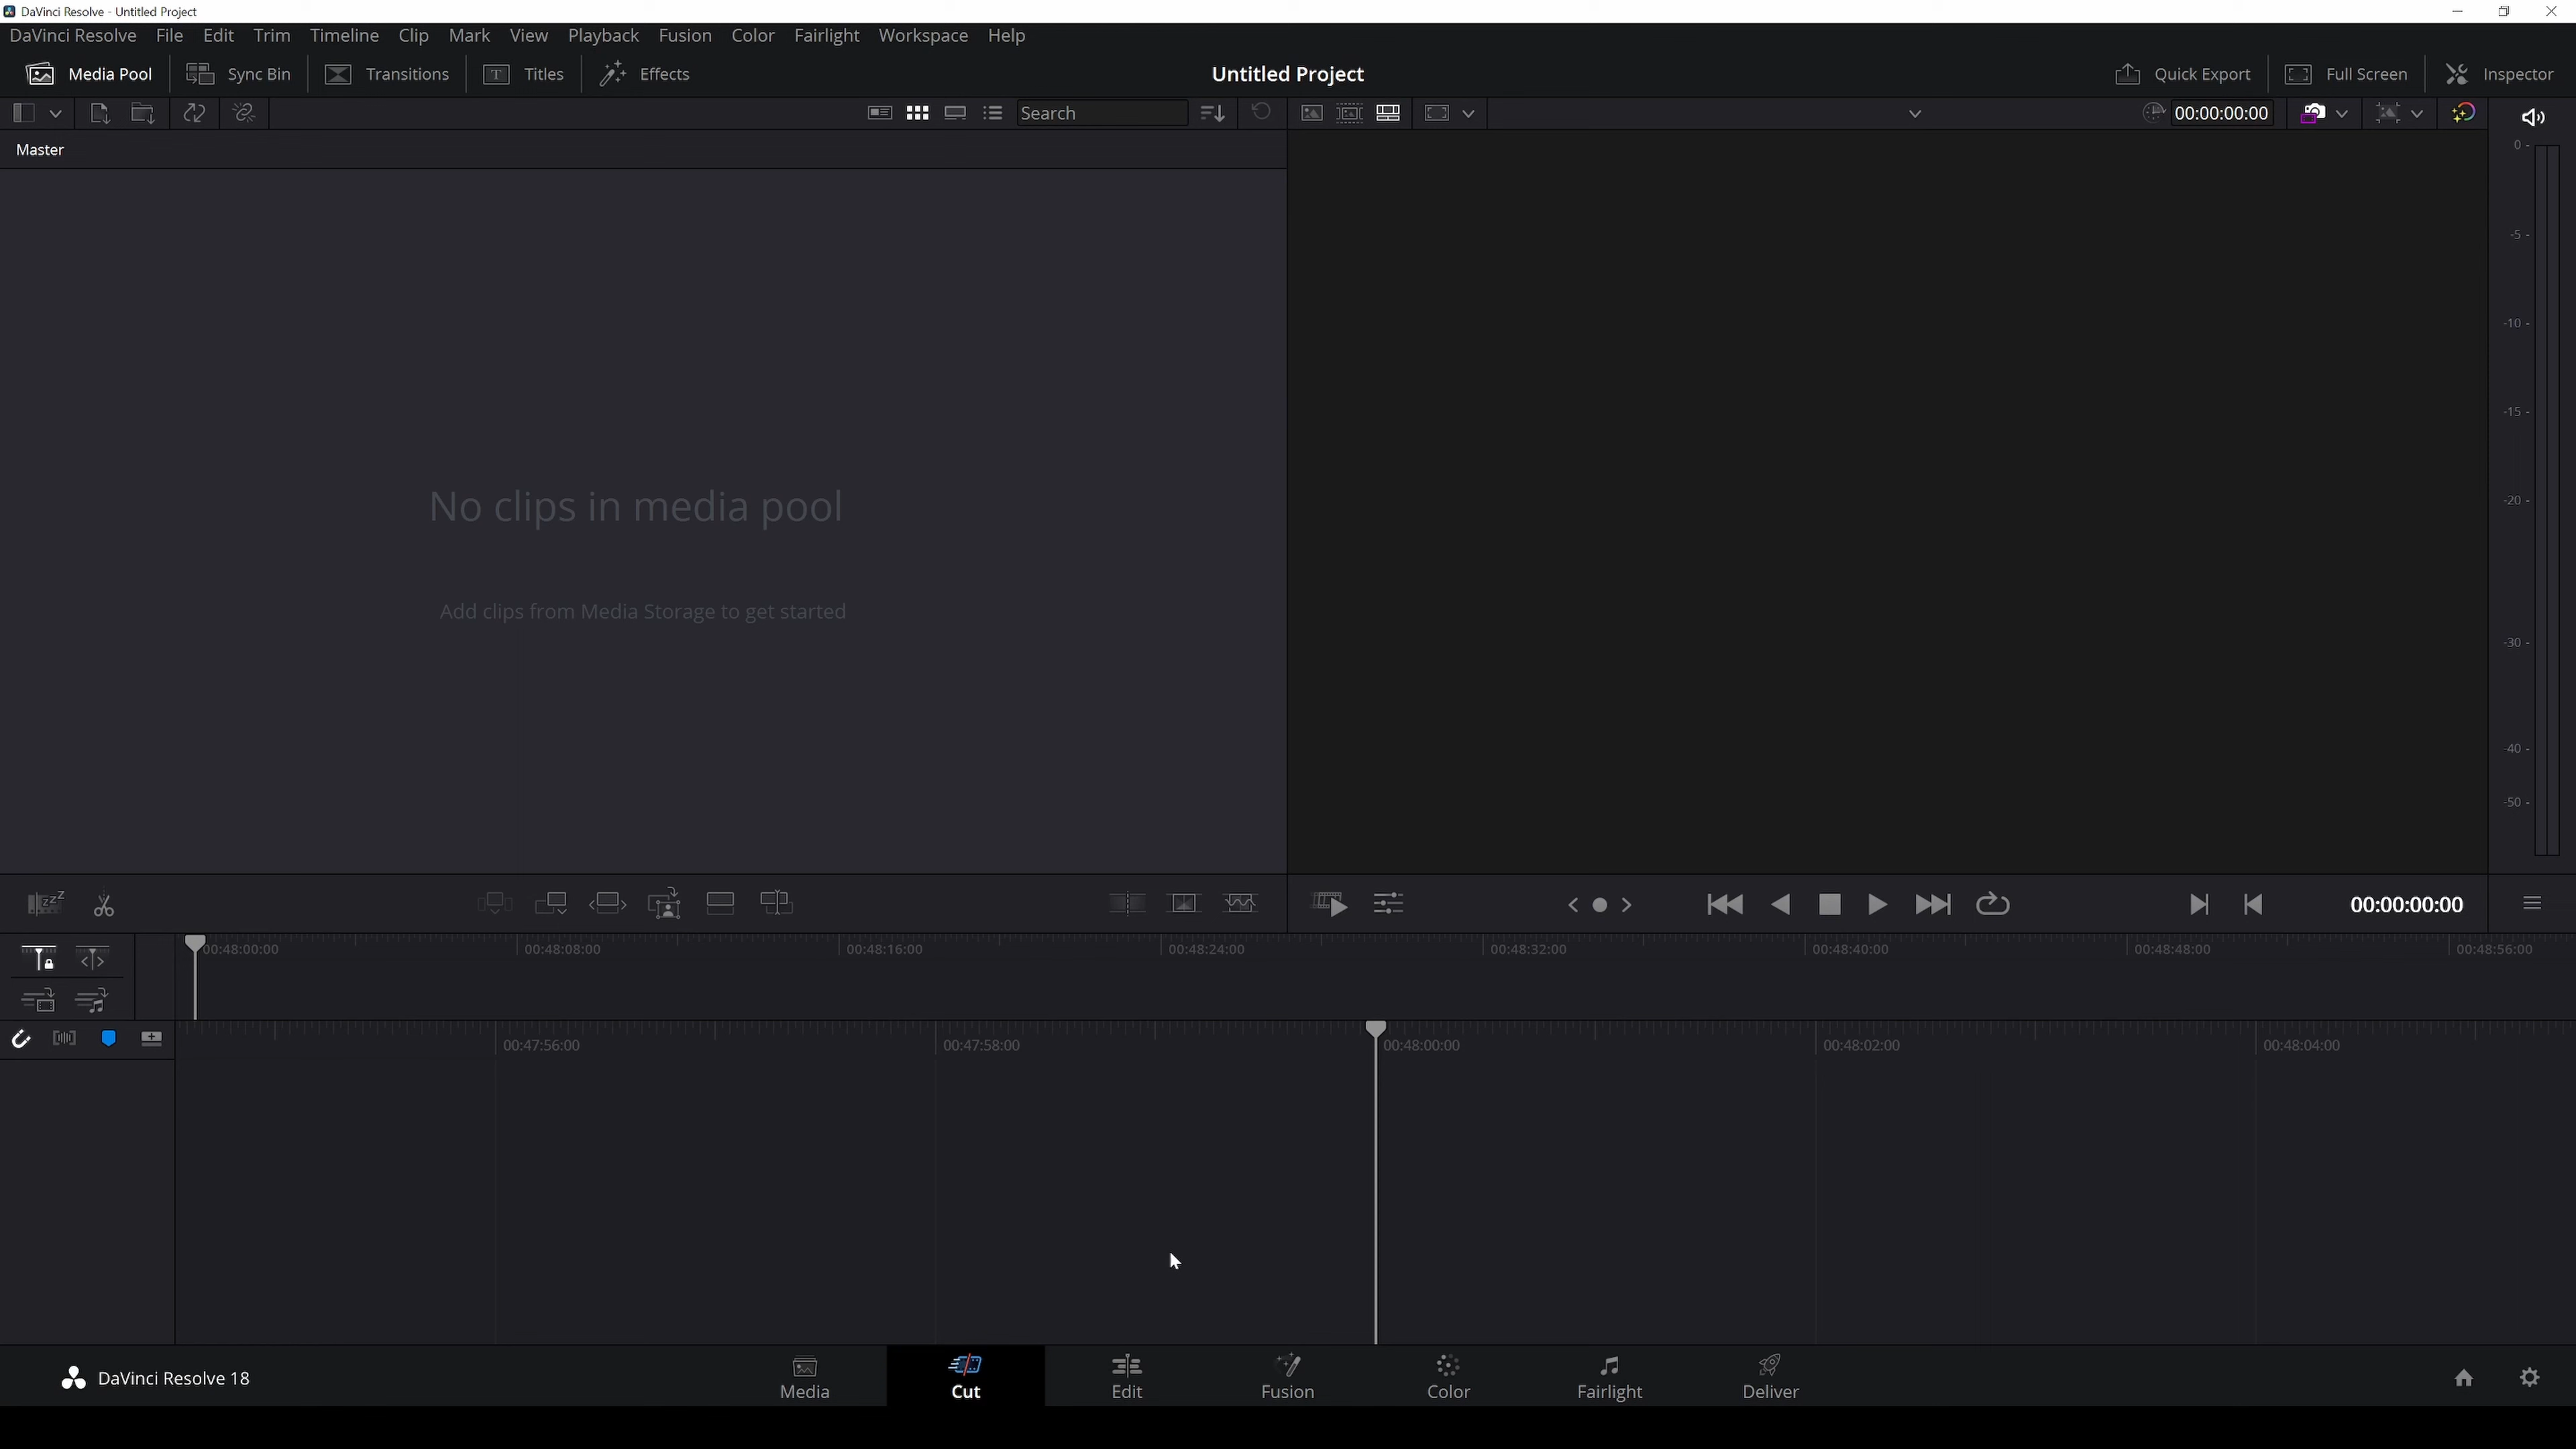 DaVinci Resolve - Untitled Project
DaVinci Resolve File Edit Trim Timeline Clip Mark View Playback Fusion Color Fairlight Workspace Help
Media Pool Sync Bin Transitions Titles Effects Untitled Project Quick Export Full Screen Inspector
Search 00:00:00:00
Master
0 -
-5 -
-10 -
-15 -
-20 -
-30 -
-40 -
-50 -
No clips in media pool
Add clips from Media Storage to get started
00:00:00:00
00:48:00:00 00:48:08:00 00:48:16:00 00:48:24:00 00:48:32:00 00:48:40:00 00:48:48:00 00:48:56:00
00:47:56:00 00:47:58:00 00:48:00:00 00:48:02:00 00:48:04:00
DaVinci Resolve 18
Media Cut Edit Fusion Color Fairlight Deliver